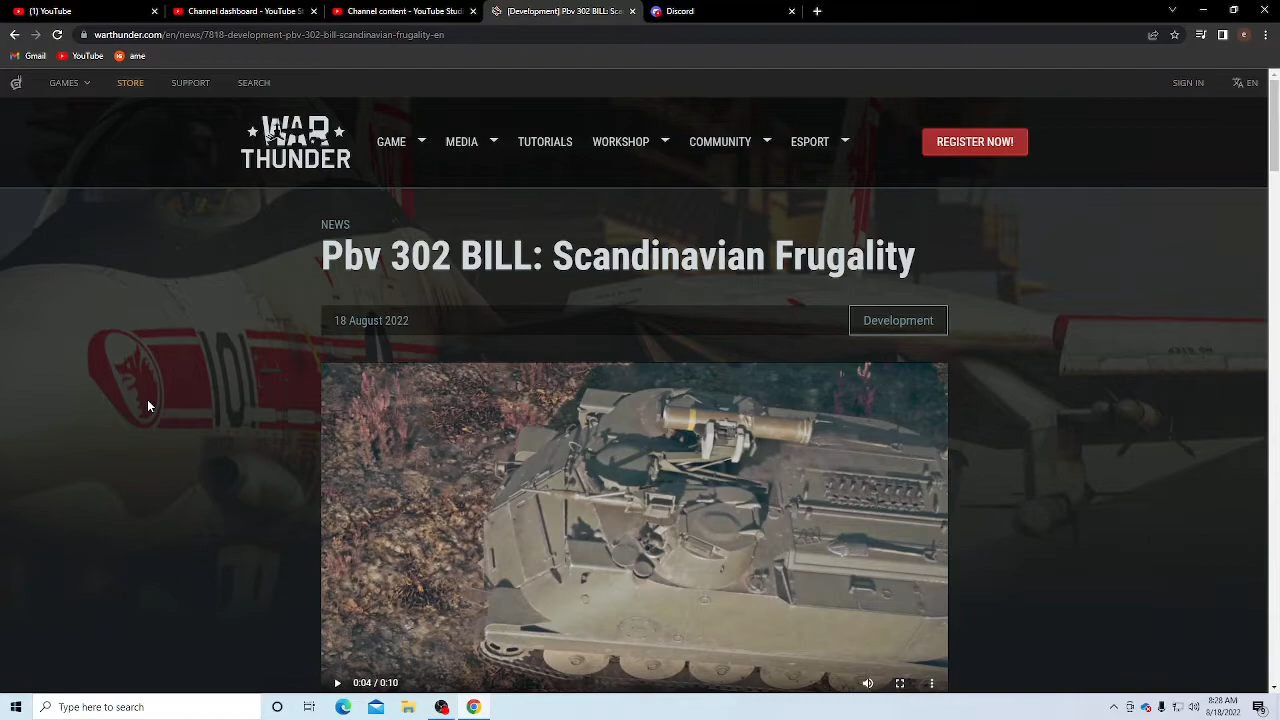 (1) YouTube
Channel dashboard - YouTube St
Channel content - YouTube Studi
[Development] Pbv 302 BILL: Sca
Discord
warthunder.com/en/news/7818-development-pbv-302-bill-scandinavian-frugality-en
e
Gmail
YouTube
ame
GAMES
STORE
SUPPORT
SEARCH
SIGN IN
EN
WAR
THUNDER
GAME
MEDIA
TUTORIALS
WORKSHOP
COMMUNITY
ESPORT
REGISTER NOW!
NEWS
Pbv 302 BILL: Scandinavian Frugality
18 August 2022
Development
101
0:04 / 0:10
Type here to search
8:28 AM
8/18/2022